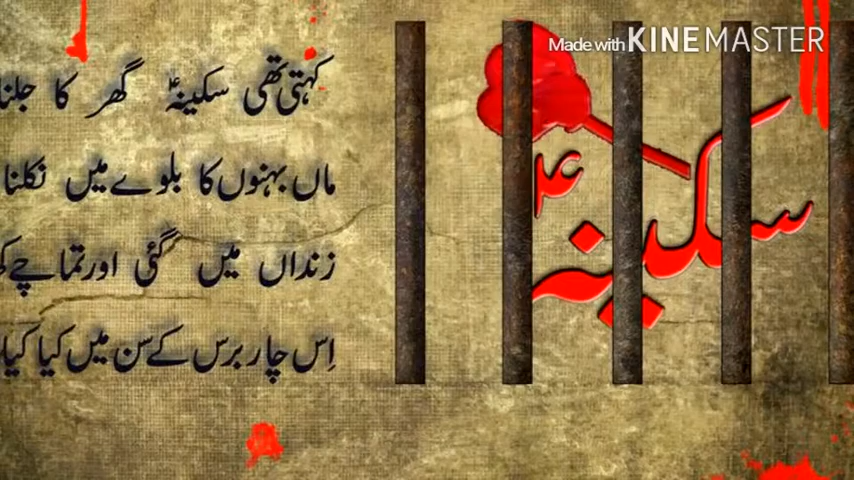 Made with KINEMASTER
کہتی تھی سکینہؑ گھر کا جلنا
ماں بہنوں کا بلوے میں نکلنا
زنداں میں گئی اور تماچے
اِس چار برس کے سن میں کیا کیا
سکینہؑ